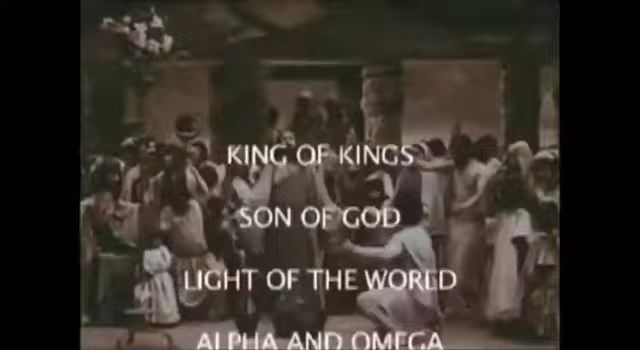 KING OF KINGS
SON OF GOD
LIGHT OF THE WORLD
ALPHA AND OMEGA